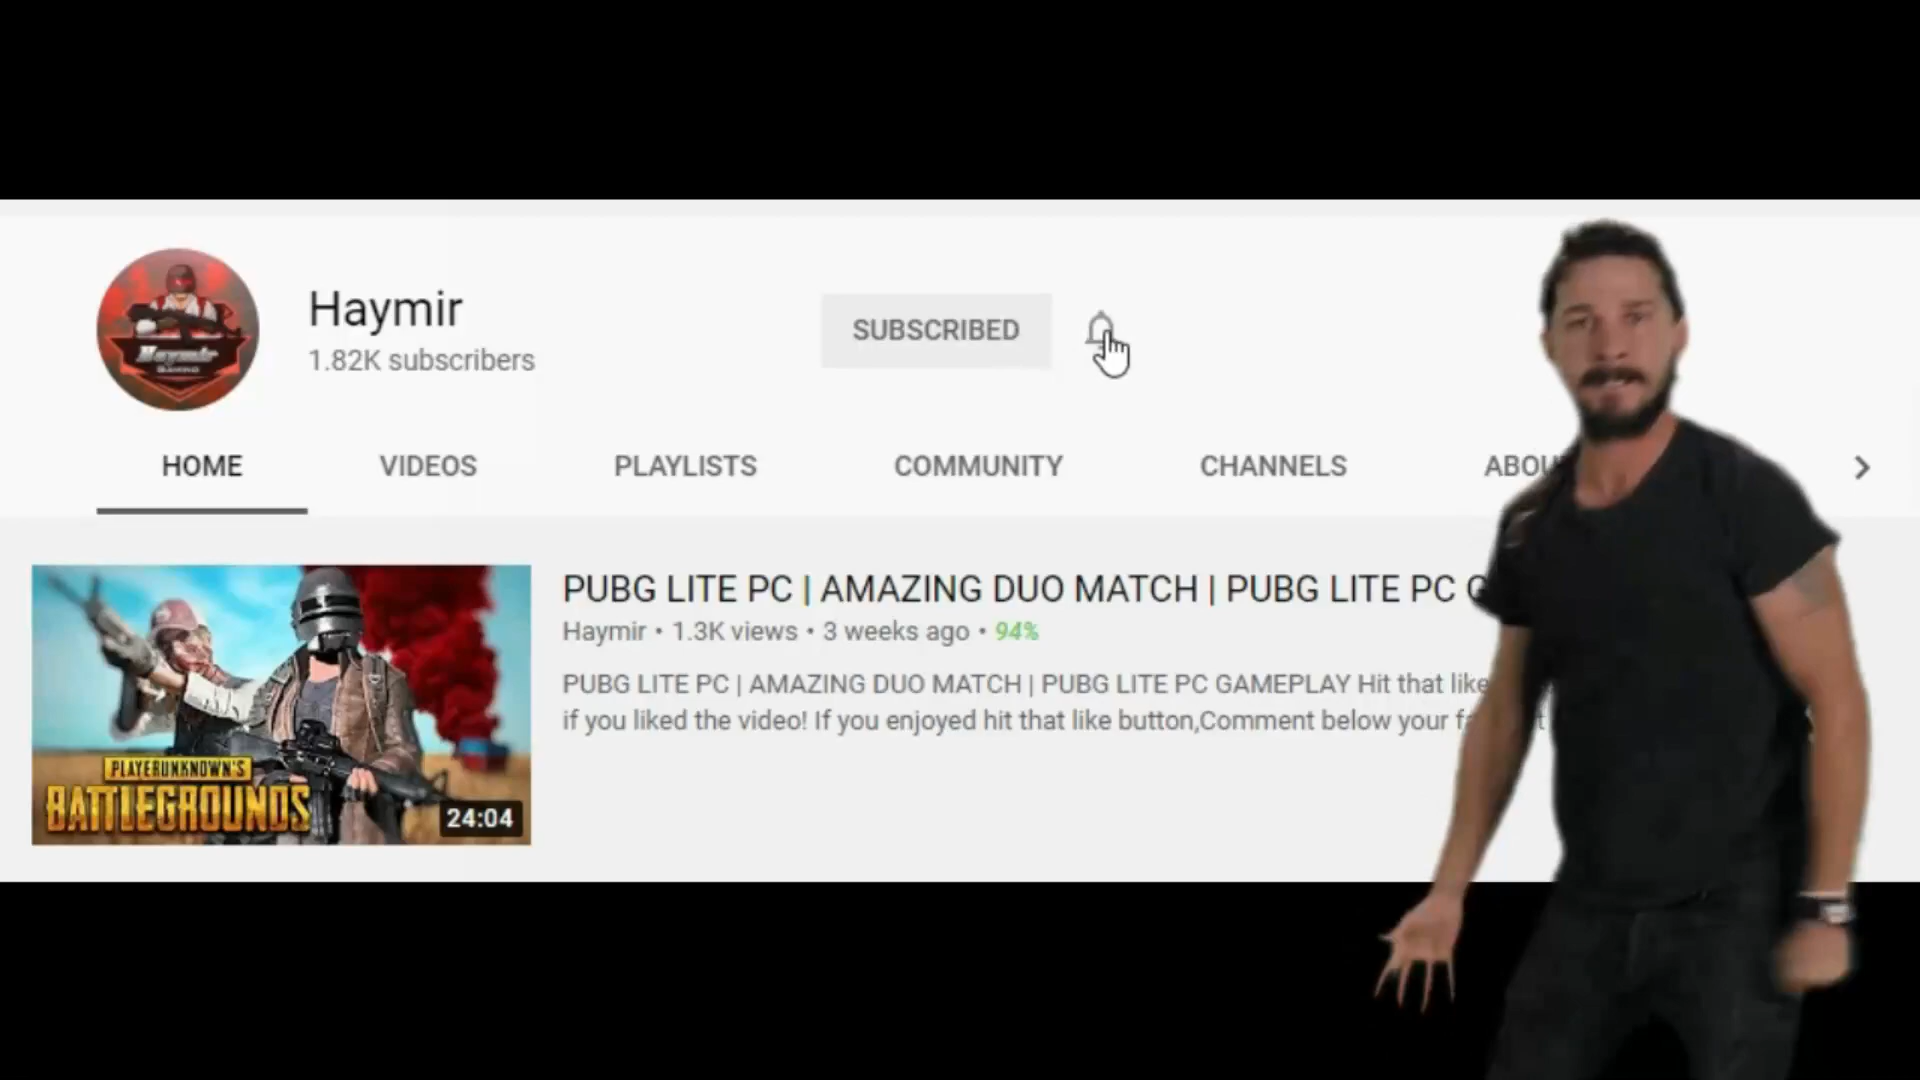 Haymir
1.82K subscribers
SUBSCRIBED
HOME VIDEOS PLAYLISTS COMMUNITY CHANNELS ABOU
PUBG LITE PC | AMAZING DUO MATCH | PUBG LITE PC G
Haymir • 1.3K views • 3 weeks ago • 94%
PUBG LITE PC | AMAZING DUO MATCH | PUBG LITE PC GAMEPLAY Hit that like
if you liked the video! If you enjoyed hit that like button,Comment below your
PLAYERUNKNOWN'S
BATTLEGROUNDS
24:04
Haymir
GAMING